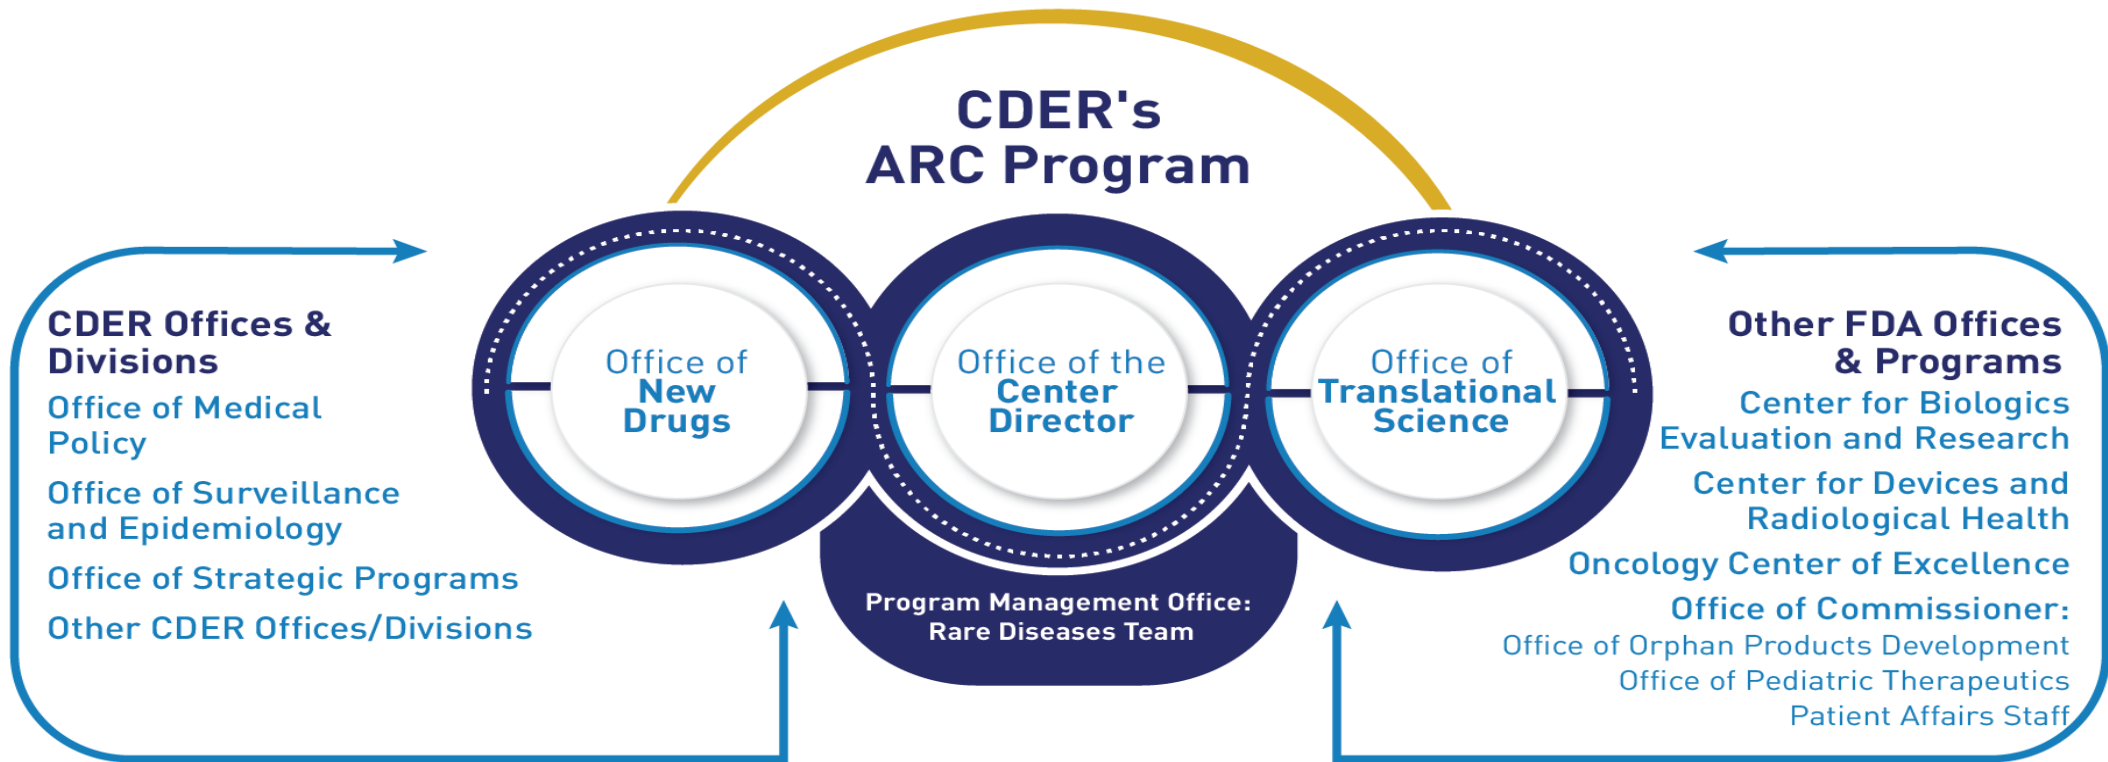 CDER's
ARC Program
CDER Offices &
Divisions
Office of Medical
Policy
Office of Surveillance
and Epidemiology
Office of Strategic Programs
Other CDER Offices/Divisions
Office of
New
Drugs
Office of the
Center
Director
Office of
Translational
Science
Program Management Office:
Rare Diseases Team
Other FDA Offices
& Programs
Center for Biologics
Evaluation and Research
Center for Devices and
Radiological Health
Oncology Center of Excellence
Office of Commissioner:
Office of Orphan Products Development
Office of Pediatric Therapeutics
Patient Affairs Staff